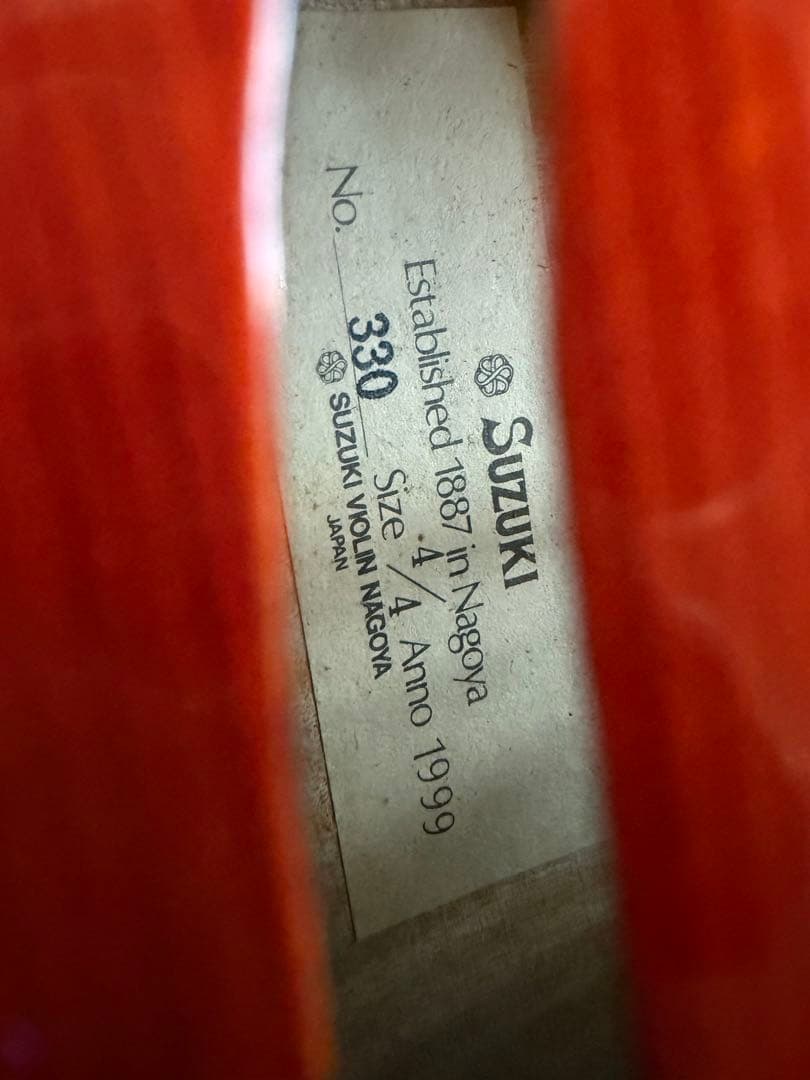 SUZUKI
Established 1887 in Nagoya
No. 330 Size 4/4 Anno 1999
SUZUKI VIOLIN NAGOYA
JAPAN